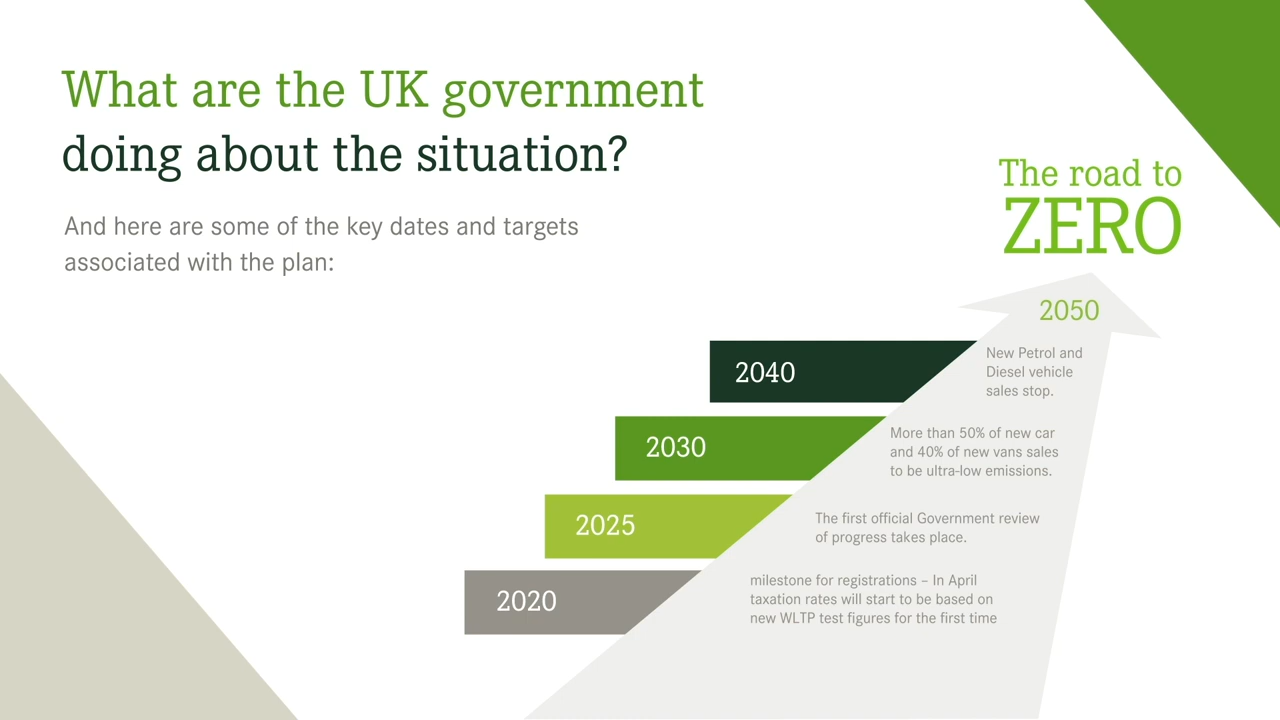 What are the UK government
doing about the situation?
And here are some of the key dates and targets
associated with the plan:
The road to
ZERO
2050
2040
New Petrol and
Diesel vehicle
sales stop.
2030
More than 50% of new car
and 40% of new vans sales
to be ultra-low emissions.
2025
The first official Government review
of progress takes place.
2020
milestone for registrations – In April
taxation rates will start to be based on
new WLTP test figures for the first time